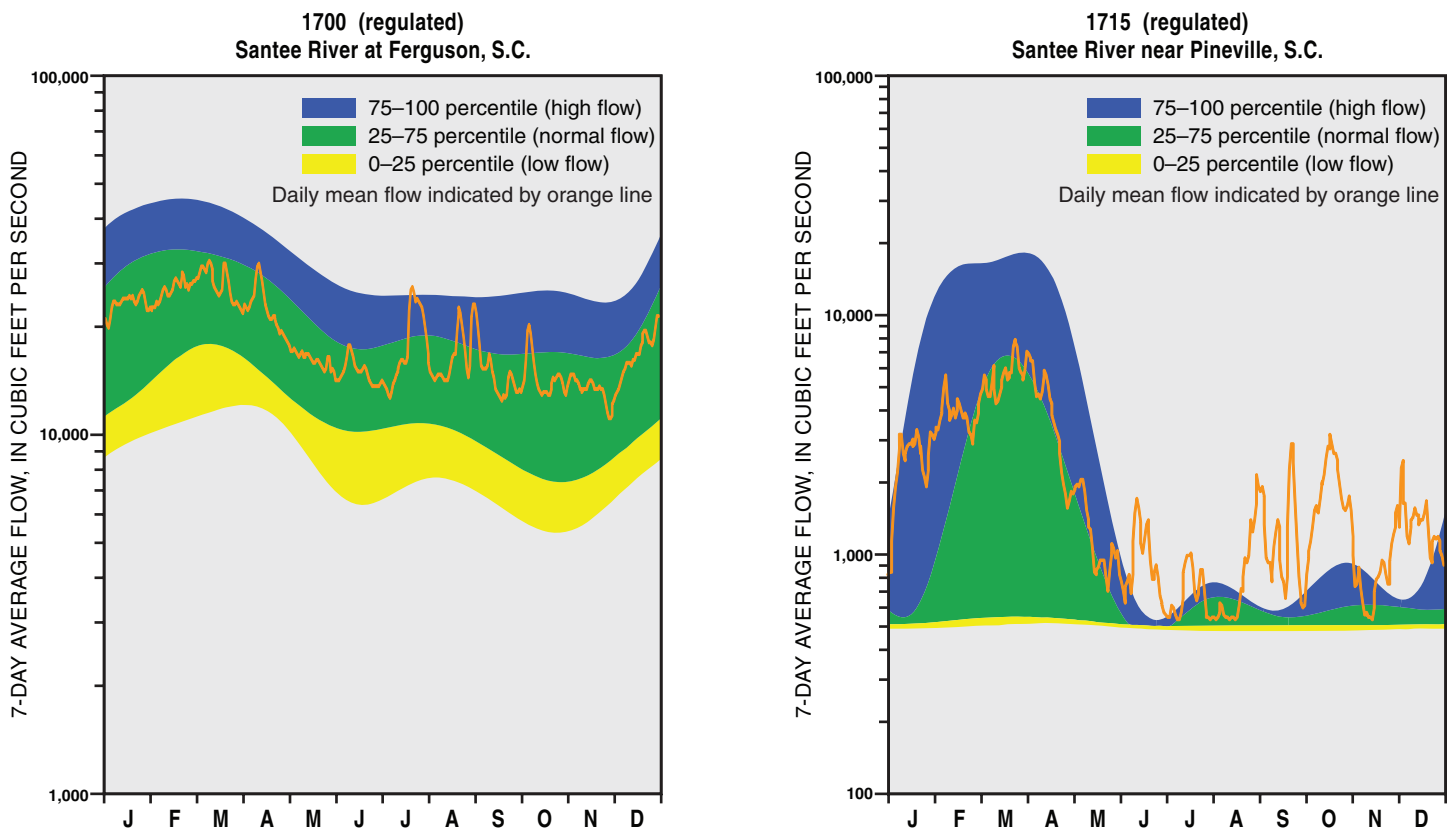 1700 (regulated)
Santee River at Ferguson, S.C.
7-DAY AVERAGE FLOW, IN CUBIC FEET PER SECOND
100,000
10,000
1,000
75–100 percentile (high flow)
25–75 percentile (normal flow)
0–25 percentile (low flow)
Daily mean flow indicated by orange line
J F M A M J J A S O N D
1715 (regulated)
Santee River near Pineville, S.C.
7-DAY AVERAGE FLOW, IN CUBIC FEET PER SECOND
100,000
10,000
1,000
100
75–100 percentile (high flow)
25–75 percentile (normal flow)
0–25 percentile (low flow)
Daily mean flow indicated by orange line
J F M A M J J A S O N D